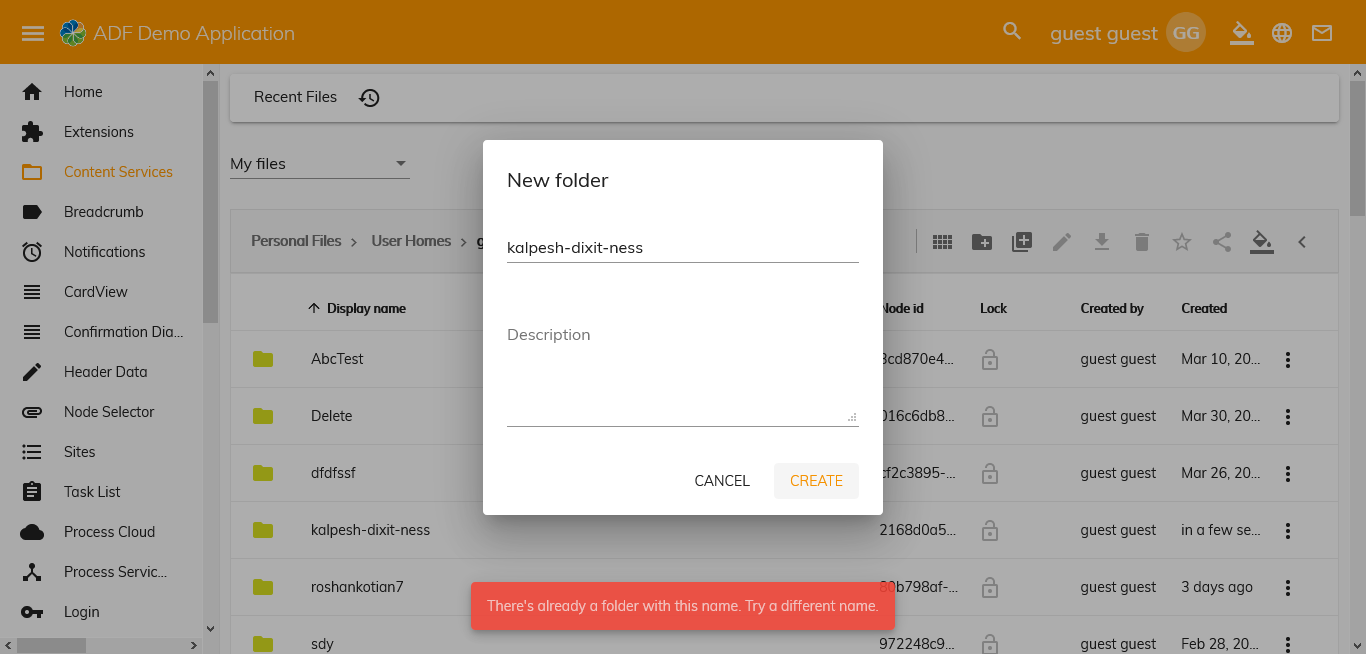 ADF Demo Application
guest guest GG
Home
Extensions
Content Services
Breadcrumb
Notifications
CardView
Confirmation Dia...
Header Data
Node Selector
Sites
Task List
Process Cloud
Process Servic...
Login
Recent Files
My files
Personal Files > User Homes >
Display name Node id Lock Created by Created
AbcTest 3cd870e4... guest guest Mar 10, 20...
Delete 016c6db8... guest guest Mar 30, 20...
dfdfssf cf2c3895-... guest guest Mar 26, 20...
kalpesh-dixit-ness 2168d0a5... guest guest in a few se...
roshankotian7 80b798af-... guest guest 3 days ago
sdy 972248c9... guest guest Feb 28, 20...
New folder
kalpesh-dixit-ness
Description
CANCEL CREATE
There's already a folder with this name. Try a different name.